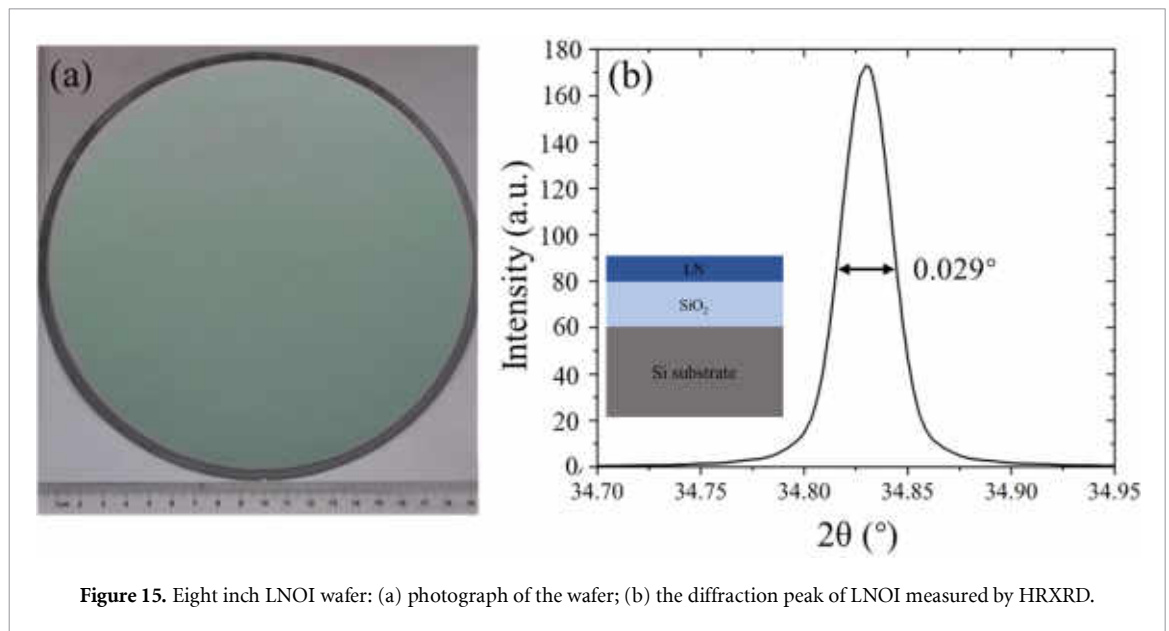 (a)
(b)
180
160
140
120
100
80
60
40
20
0
Intensity (a.u.)
0.029°
LN
SiO₂
Si substrate
34.70 34.75 34.80 34.85 34.90 34.95
2θ (°)
Figure 15. Eight inch LNOI wafer: (a) photograph of the wafer; (b) the diffraction peak of LNOI measured by HRXRD.